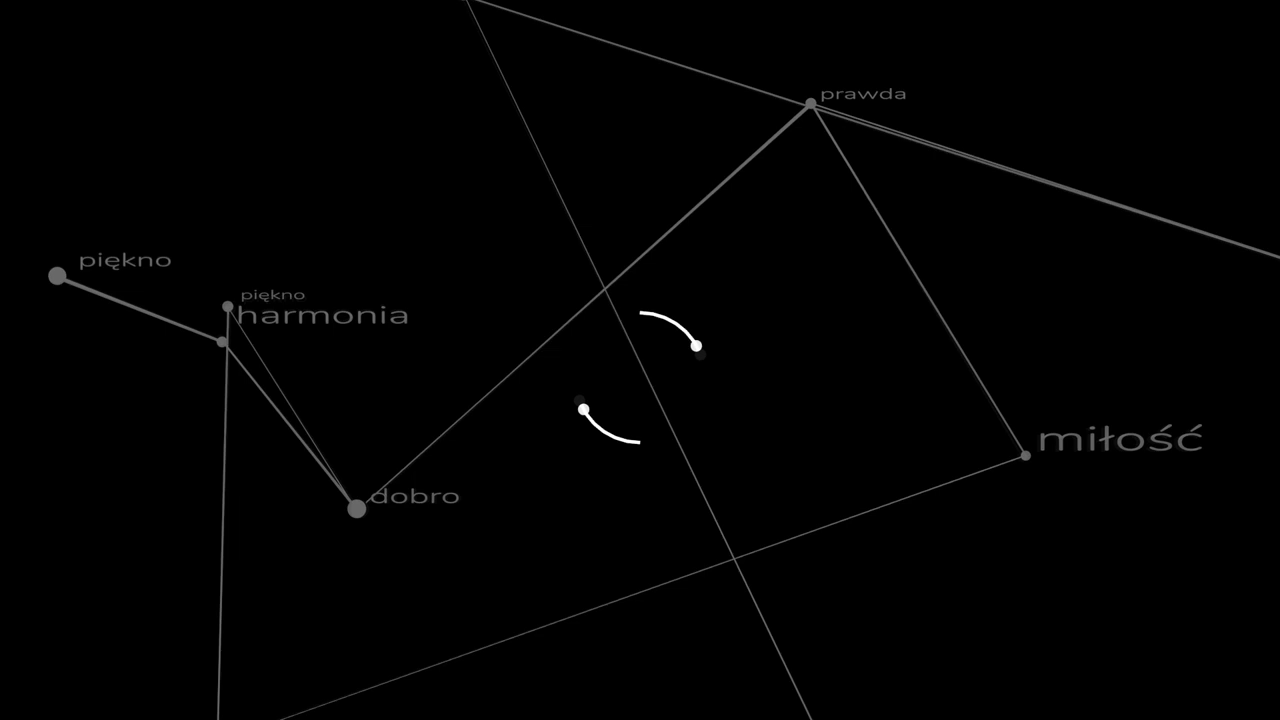 prawda
piękno
piękno
harmonia
miłość
dobro